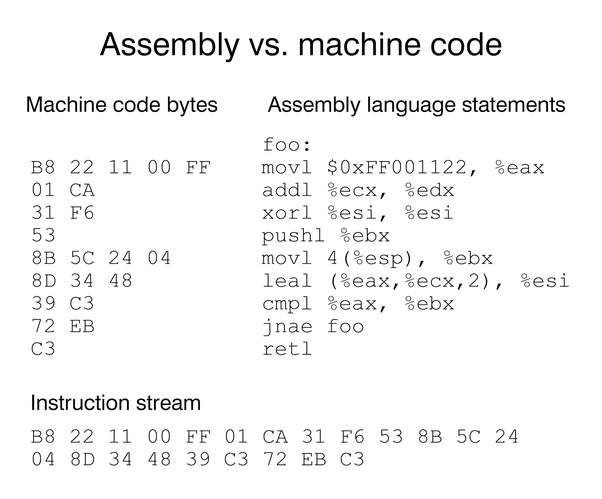 Assembly vs. machine code
Machine code bytes
Assembly language statements
foo:
B8 22 11 00 FF movl $0xFF001122, %eax
01 CA addl %ecx, %edx
31 F6 xorl %esi, %esi
53 pushl %ebx
8B 5C 24 04 movl 4(%esp), %ebx
8D 34 48 leal (%eax,%ecx,2), %esi
39 C3 cmpl %eax, %ebx
72 EB jnae foo
C3 retl
Instruction stream
B8 22 11 00 FF 01 CA 31 F6 53 8B 5C 24
04 8D 34 48 39 C3 72 EB C3